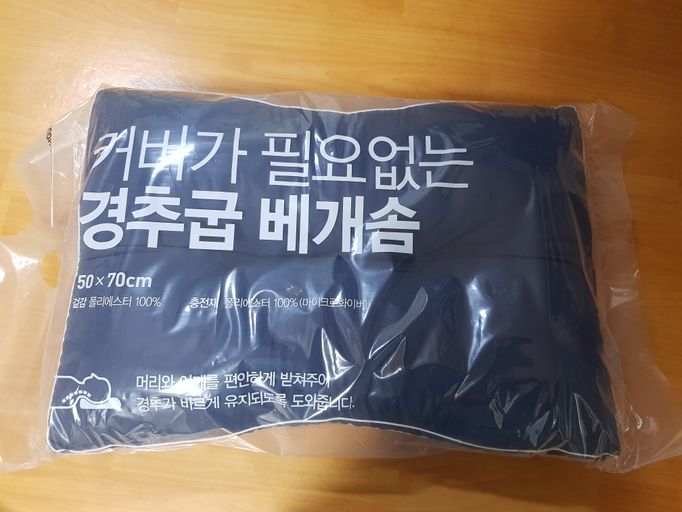 커버가 필요없는
경추굽 베개솜
50×70cm
겉감 폴리에스터 100% 충전재 폴리에스터 100%(마이크로화이버)
머리와 어깨를 편안하게 받쳐주어
경추가 바르게 유지되도록 도와줍니다.